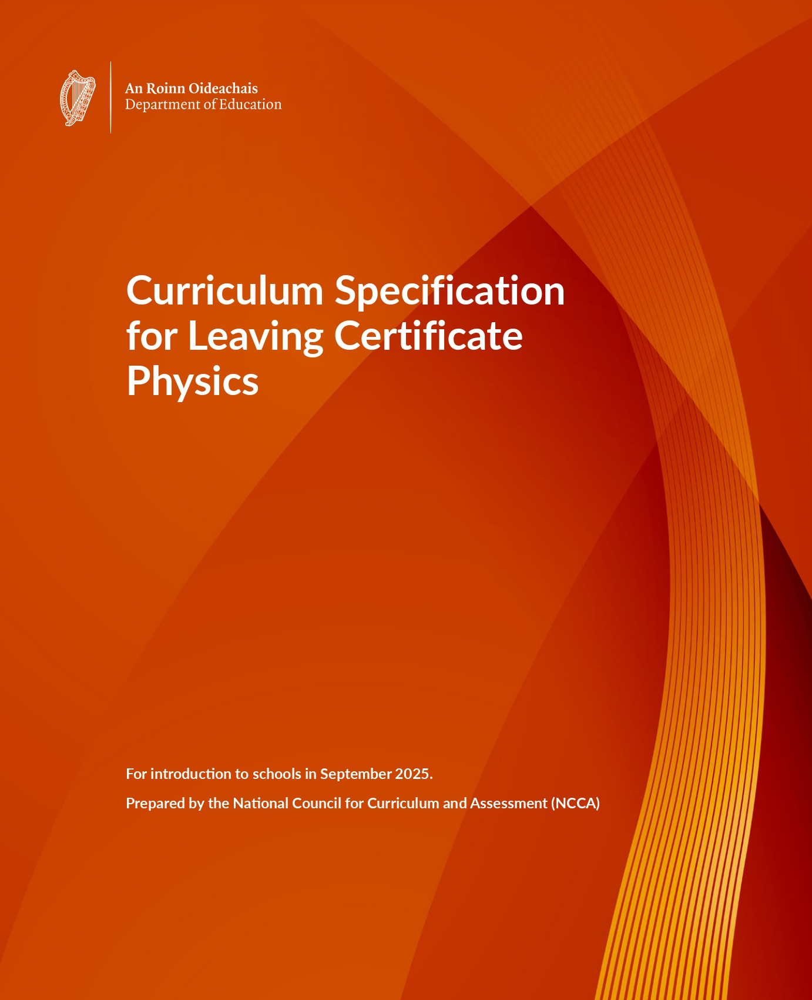 An Roinn Oideachais
Department of Education
Curriculum Specification
for Leaving Certificate
Physics
For introduction to schools in September 2025.
Prepared by the National Council for Curriculum and Assessment (NCCA)